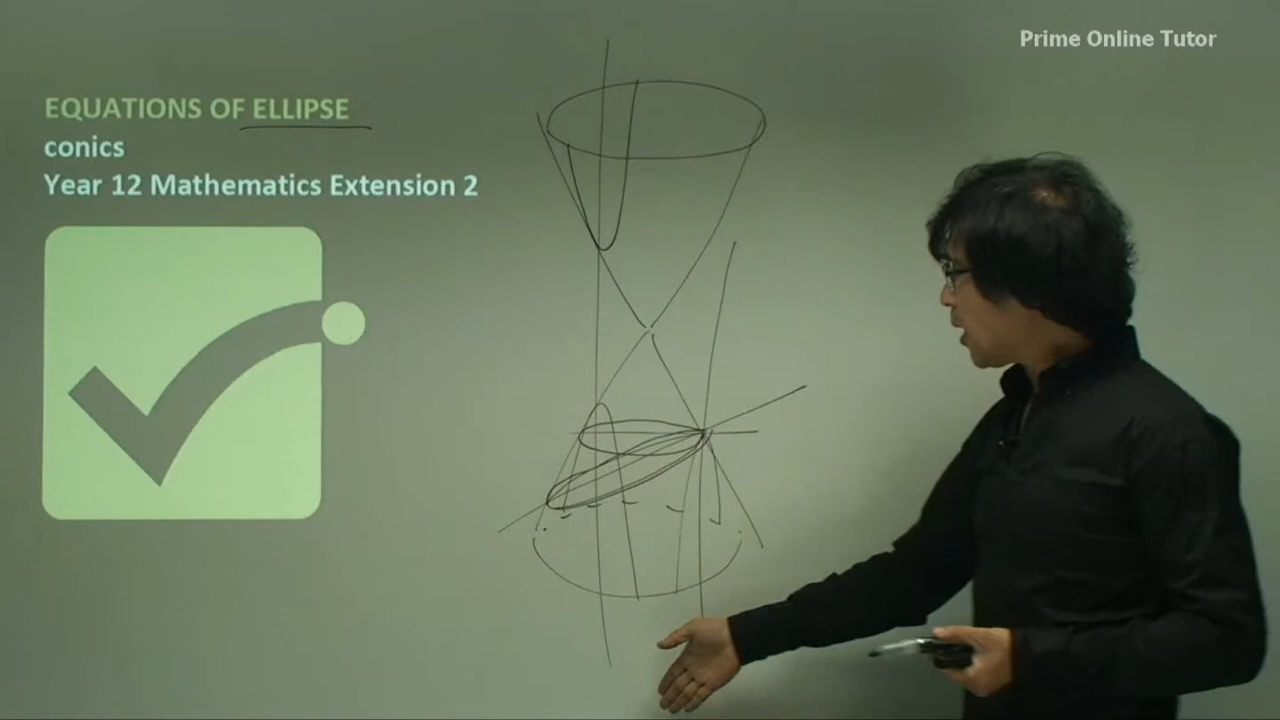 Prime Online Tutor
EQUATIONS OF ELLIPSE
conics
Year 12 Mathematics Extension 2